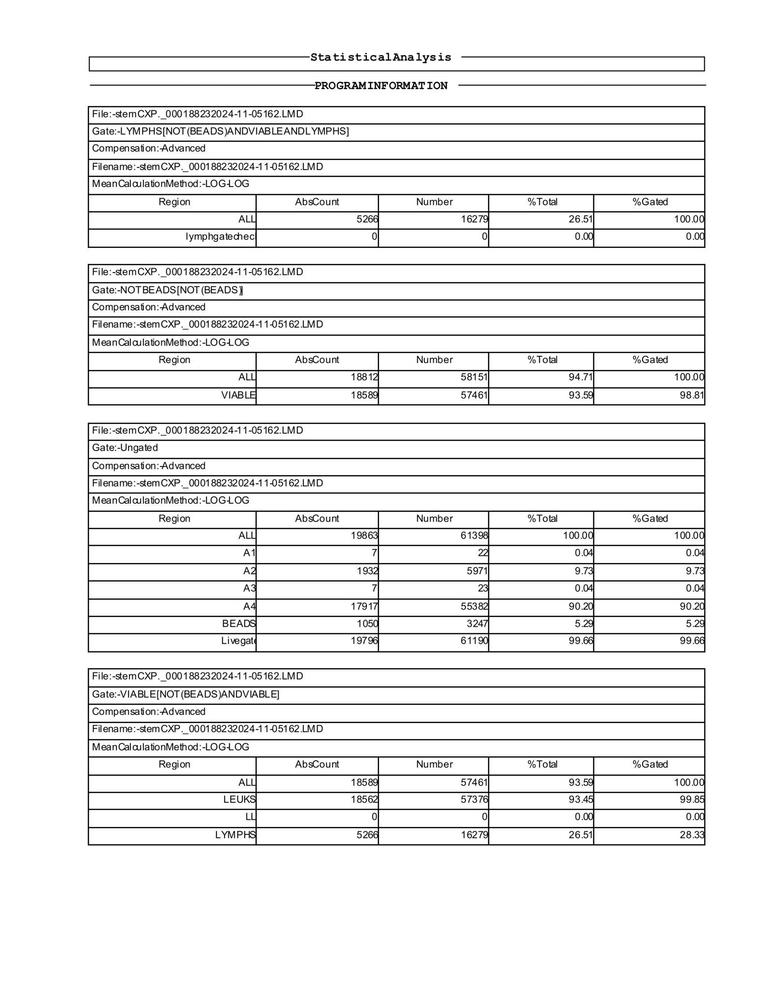 StatisticalAnalysis
PROGRAMINFORMATION
File:-stemCXP._000188232024-11-05162.LMD
Gate:-LYMPHS[NOT(BEADS)ANDVIABLEANDLYMPHS]
Compensation:-Advanced
Filename:-stemCXP._000188232024-11-05162.LMD
MeanCalculationMethod:-LOG-LOG
Region AbsCount Number %Total %Gated
ALL 5266 16279 26.51 100.00
lymphgatechecl 0 0 0.00 0.00
File:-stemCXP._000188232024-11-05162.LMD
Gate:-NOTBEADS[NOT(BEADS)]
Compensation:-Advanced
Filename:-stemCXP._000188232024-11-05162.LMD
MeanCalculationMethod:-LOG-LOG
Region AbsCount Number %Total %Gated
ALL 18812 58151 94.71 100.00
VIABLE 18589 57461 93.59 98.81
File:-stemCXP._000188232024-11-05162.LMD
Gate:-Ungated
Compensation:-Advanced
Filename:-stemCXP._000188232024-11-05162.LMD
MeanCalculationMethod:-LOG-LOG
Region AbsCount Number %Total %Gated
ALL 19863 61398 100.00 100.00
A1 7 22 0.04 0.04
A2 1932 5971 9.73 9.73
A3 7 23 0.04 0.04
A4 17917 55382 90.20 90.20
BEADS 1050 3247 5.29 5.29
Livegate 19796 61190 99.66 99.66
File:-stemCXP._000188232024-11-05162.LMD
Gate:-VIABLE[NOT(BEADS)ANDVIABLE]
Compensation:-Advanced
Filename:-stemCXP._000188232024-11-05162.LMD
MeanCalculationMethod:-LOG-LOG
Region AbsCount Number %Total %Gated
ALL 18589 57461 93.59 100.00
LEUKS 18562 57376 93.45 99.85
LL 0 0 0.00 0.00
LYMPHS 5266 16279 26.51 28.33